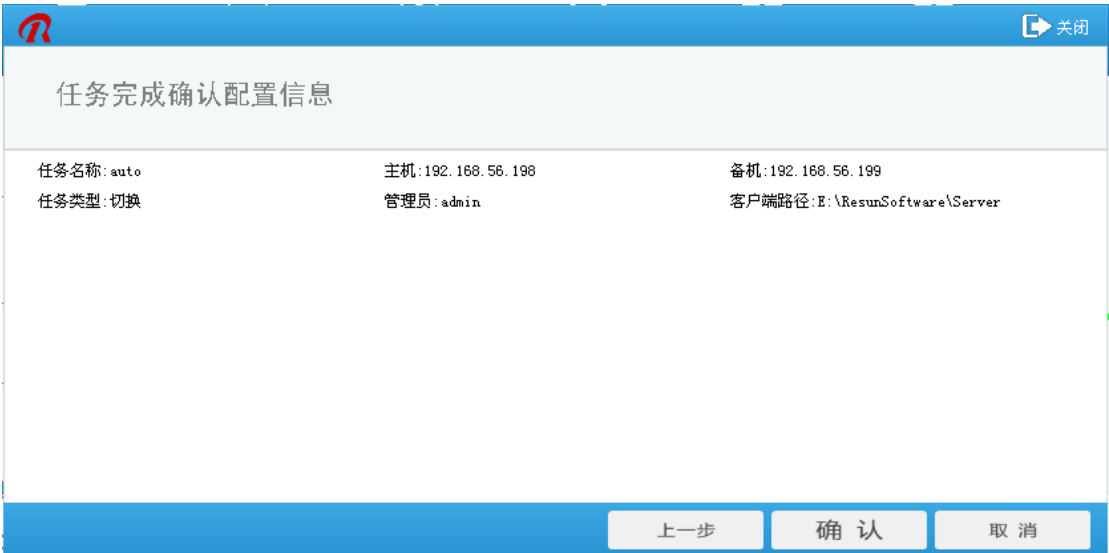 关闭
任务完成确认配置信息
任务名称:auto 主机:192.168.56.198 备机:192.168.56.199
任务类型:切换 管理员:admin 客户端路径:E:\ResunSoftware\Server
上一步 确 认 取 消